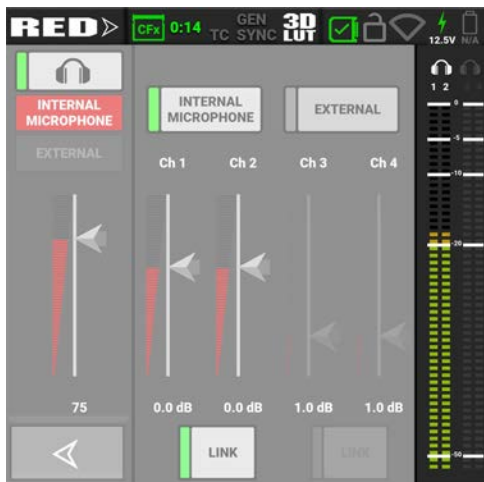 RED
CFx 0:14 GEN 3D
TC SYNC LUT 12.5V N/A
1 2
INTERNAL
MICROPHONE
EXTERNAL
INTERNAL
MICROPHONE
EXTERNAL
Ch 1 Ch 2 Ch 3 Ch 4
75 0.0 dB 0.0 dB 1.0 dB 1.0 dB
LINK LINK
0
-5
-10
-20
-50